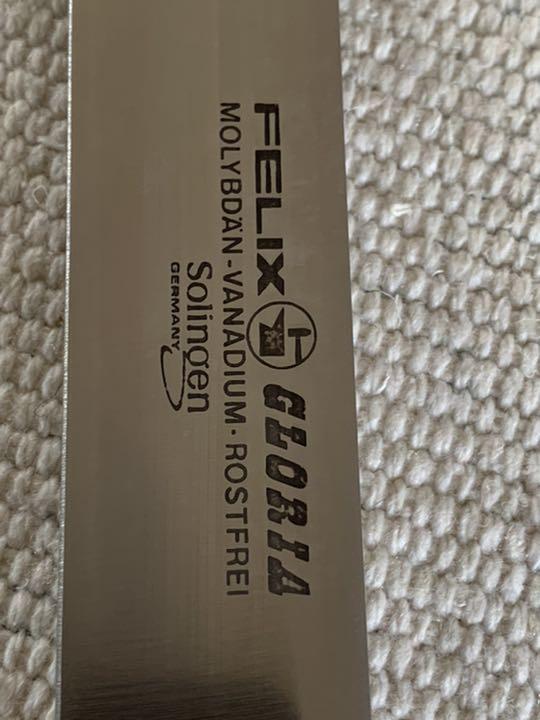 FELIX GLORIA
MOLYBDÄN-VANADIUM·ROSTFREI
Solingen
GERMANY